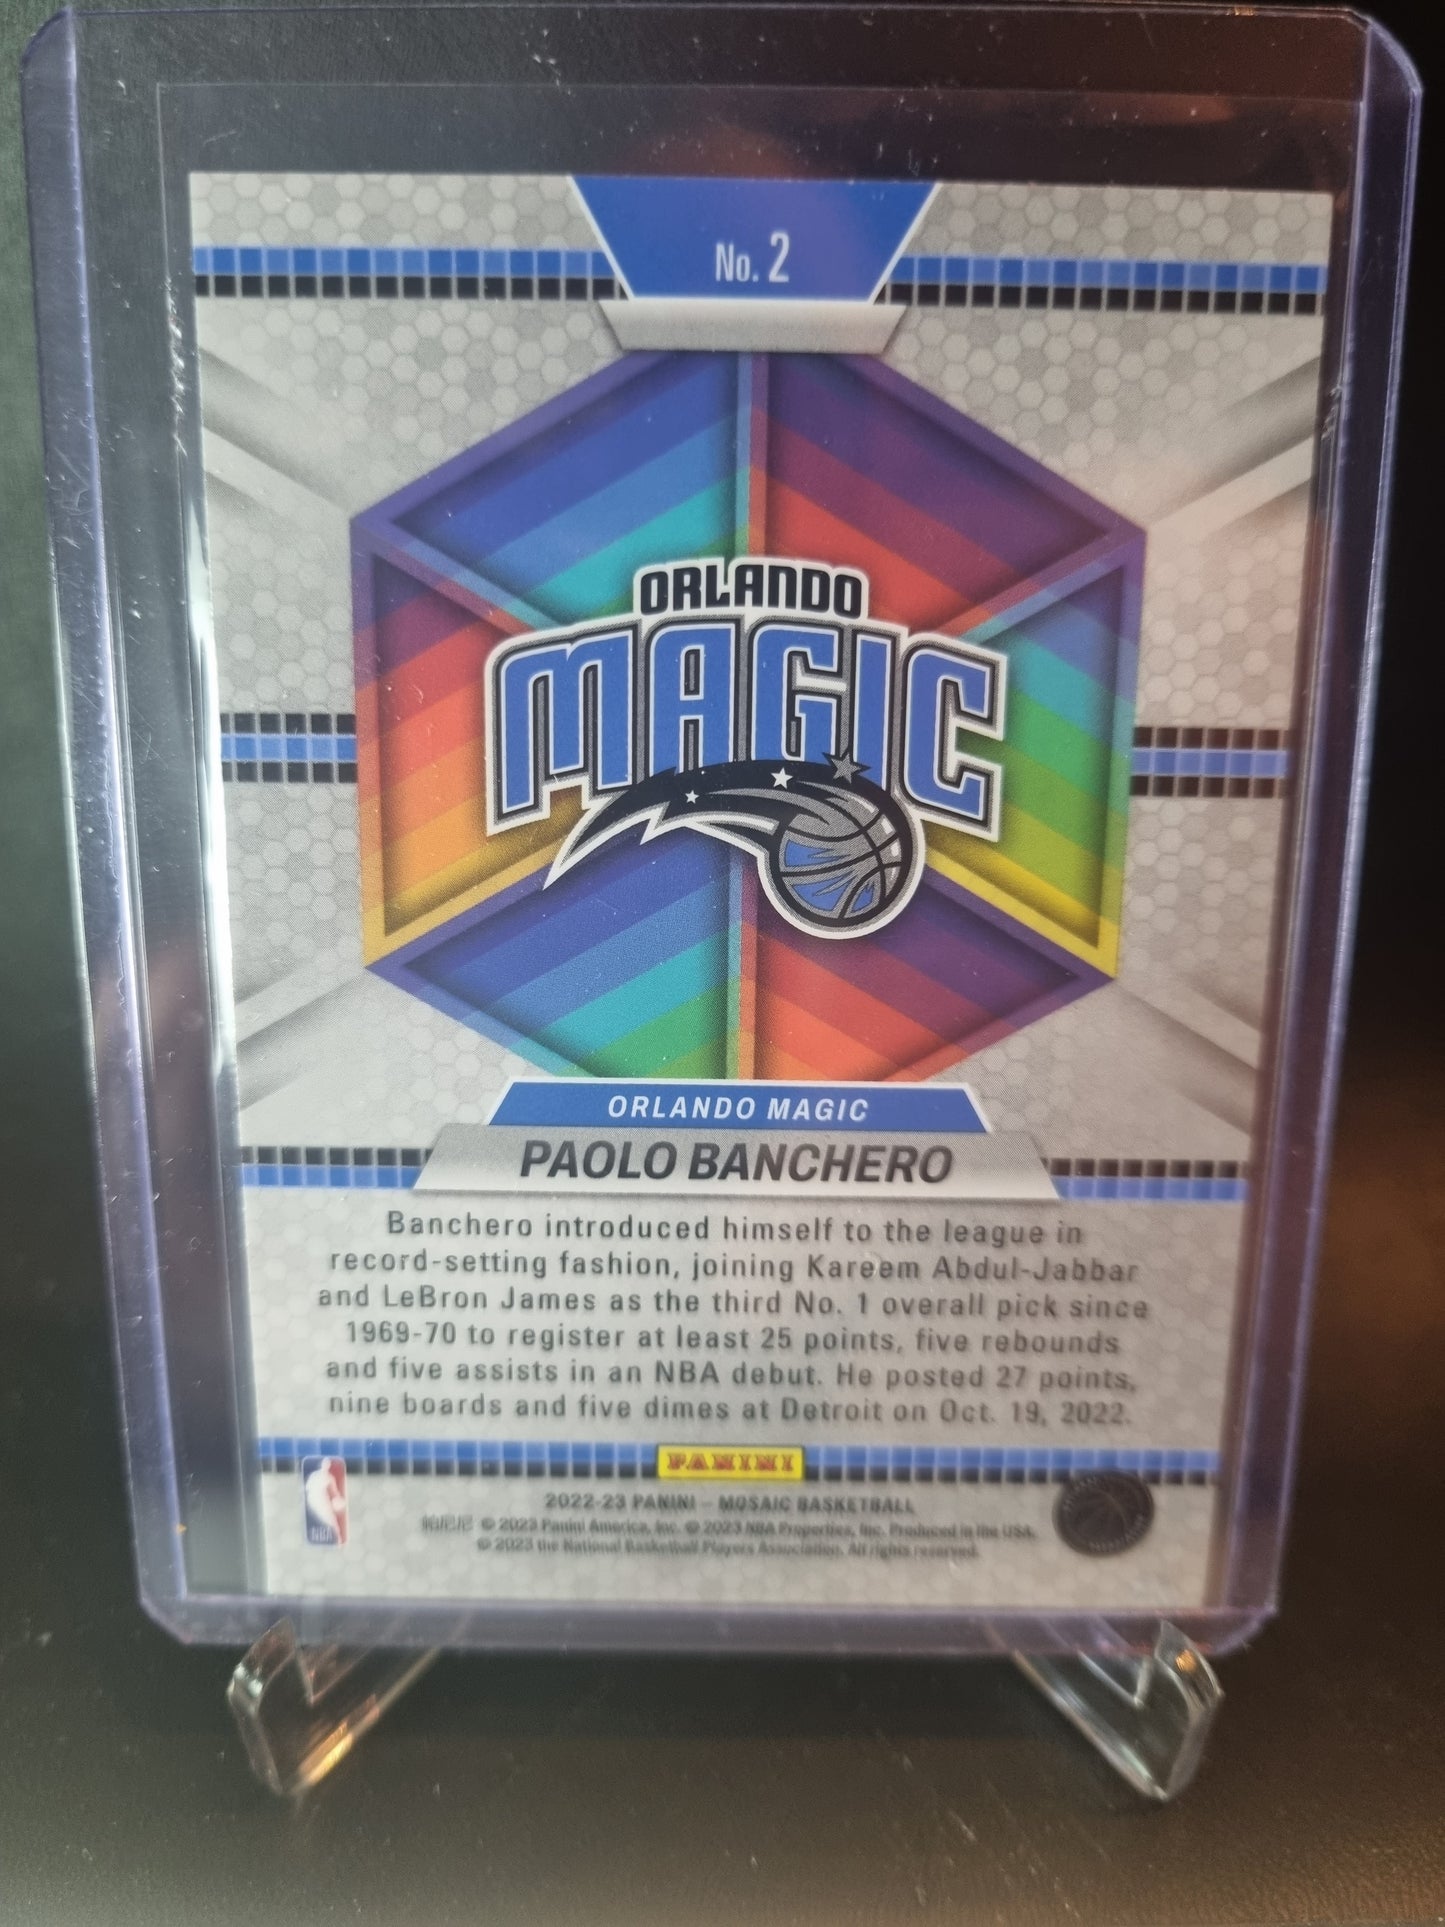 No. 2
ORLANDO
MAGIC
ORLANDO MAGIC
PAOLO BANCHERO
Banchero introduced himself to the league in
record-setting fashion, joining Kareem Abdul-Jabbar
and LeBron James as the third No. 1 overall pick since
1969-70 to register at least 25 points, five rebounds
and five assists in an NBA debut. He posted 27 points,
nine boards and five dimes at Detroit on Oct. 19, 2022.
PANINI
NBA
2022-23 PANINI – MOSAIC BASKETBALL
© 2023 Panini America, Inc. © 2023 NBA Properties, Inc. Produced in the USA.
© 2023 the National Basketball Players Association. All rights reserved.